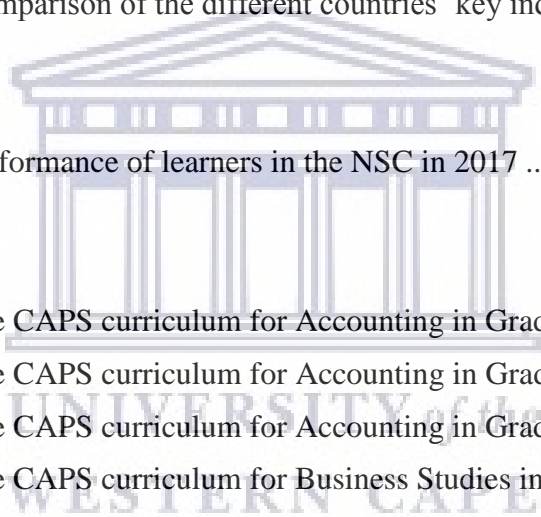 mparison of the different countries' key ind
formance of learners in the NSC in 2017 ..
e CAPS curriculum for Accounting in Grad
e CAPS curriculum for Accounting in Grad
UNIVERSITY of the
e CAPS curriculum for Accounting in Grad
e CAPS curriculum for Business Studies in
WESTERN CAPE